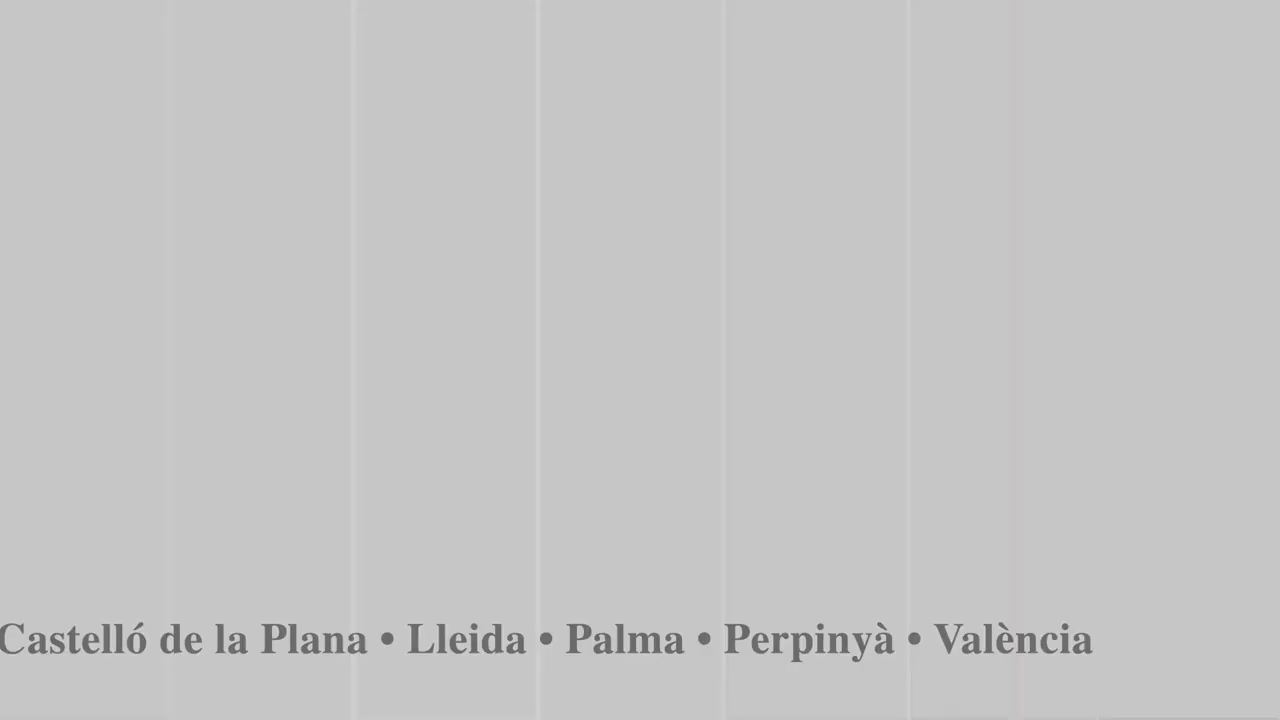 Castelló de la Plana • Lleida • Palma • Perpinyà • València